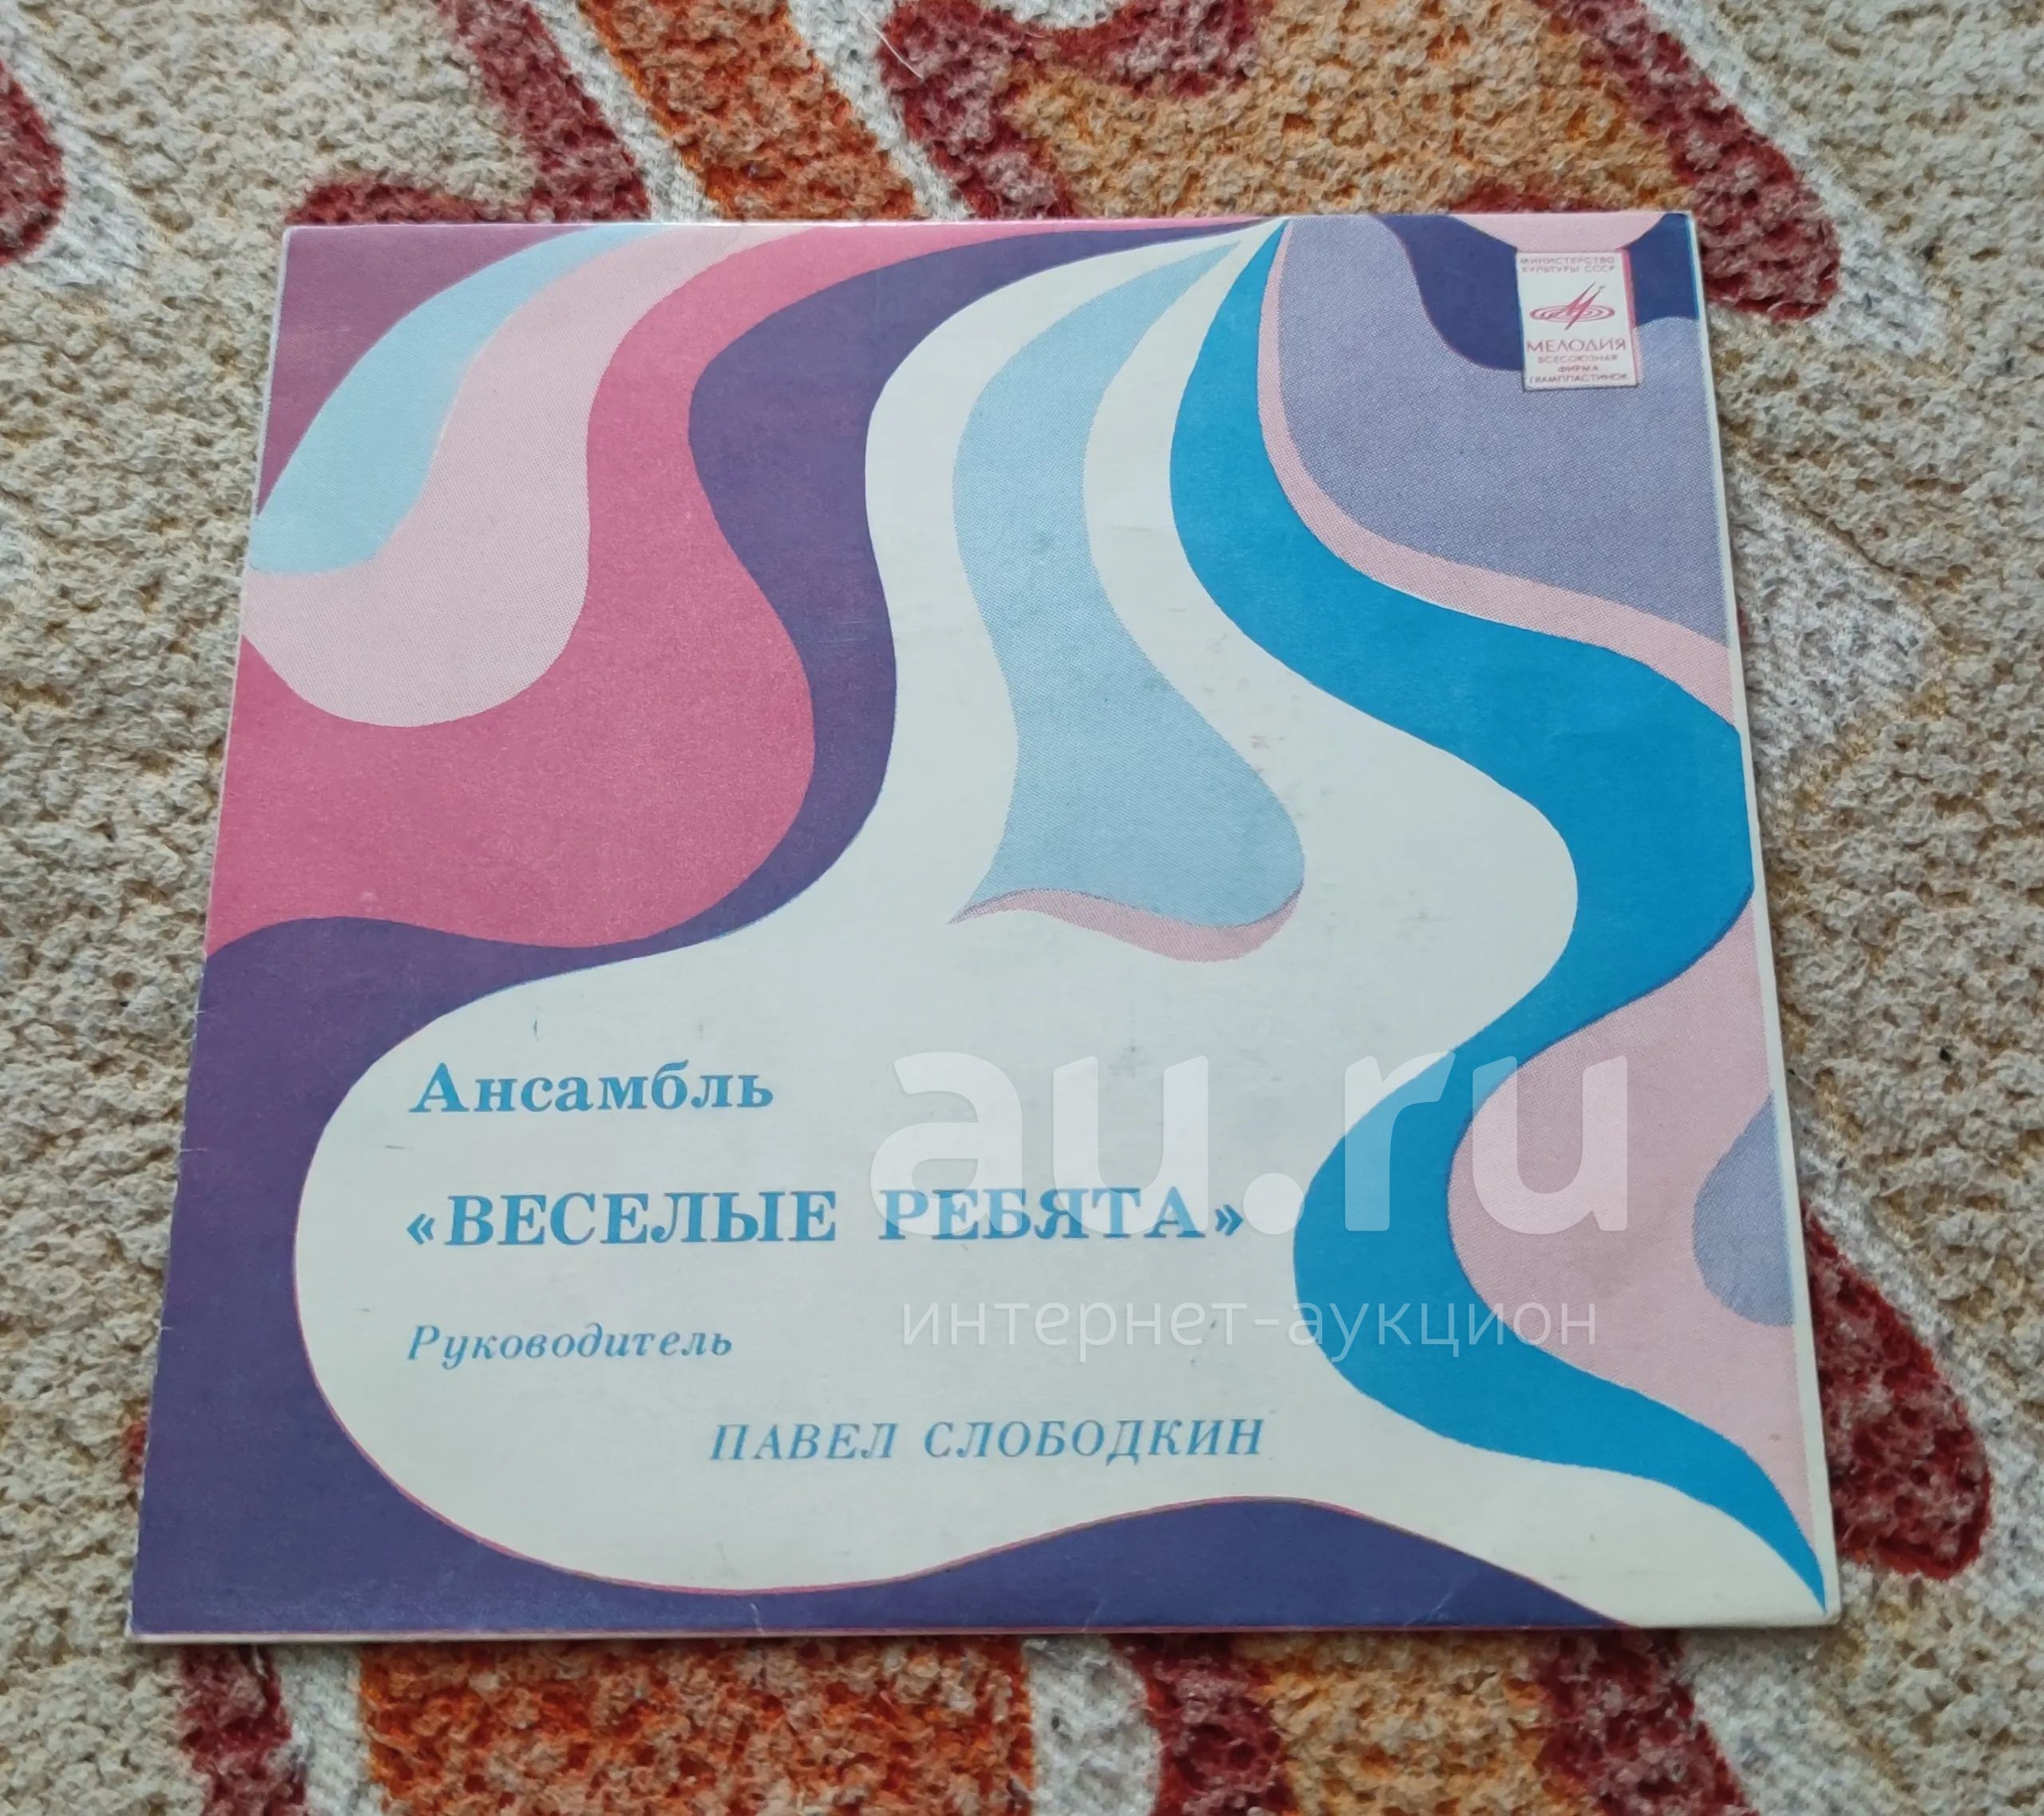 МИНИСТЕРСТВО
КУЛЬТУРЫ СССР
МЕЛОДИЯ
ВСЕСОЮЗНАЯ
ФИРМА
ГРАМПЛАСТИНОК
Ансамбль
«ВЕСЕЛЫЕ РЕБЯТА»
Руководитель
ПАВЕЛ СЛОБОДКИН
au.ru
интернет-аукцион